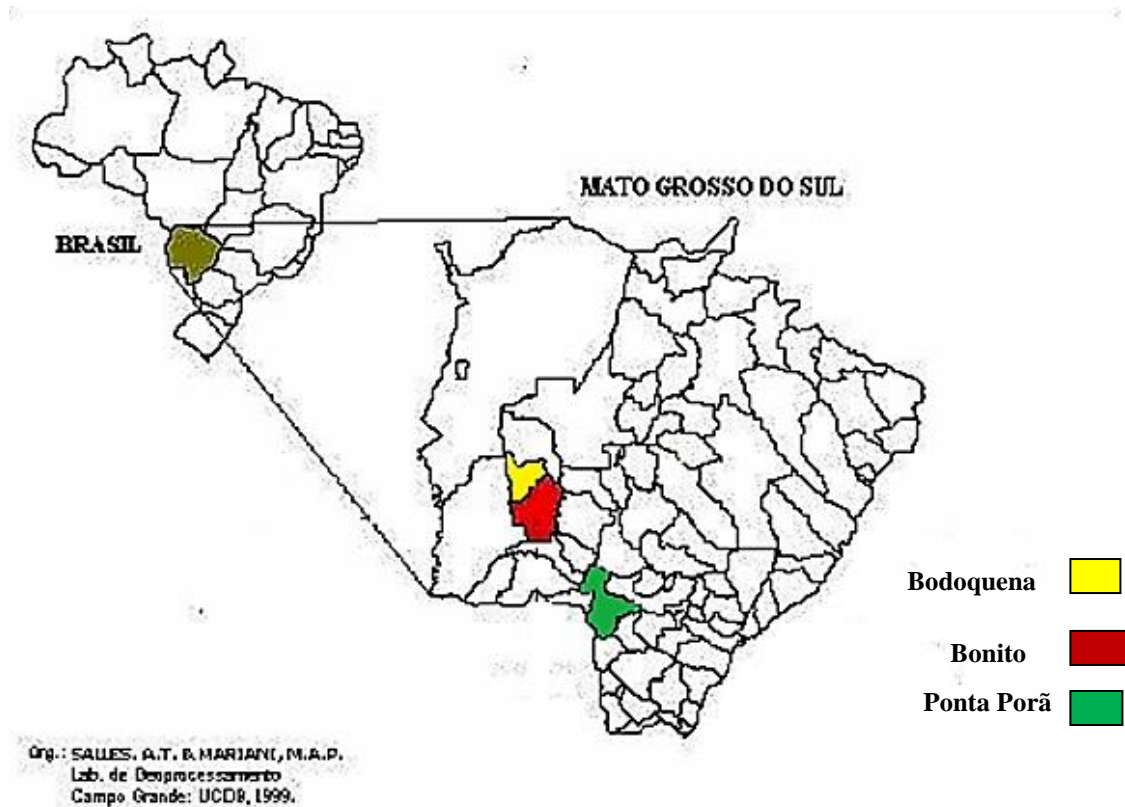 MATO GROSSO DO SUL
BRASIL
Bodoquena
Bonito
Ponta Porã
Org.: SALLES. A.T. & MARIANI, M.A.P.
Lab. de Geoprocessamento
Campo Grande: UCDB, 1999.